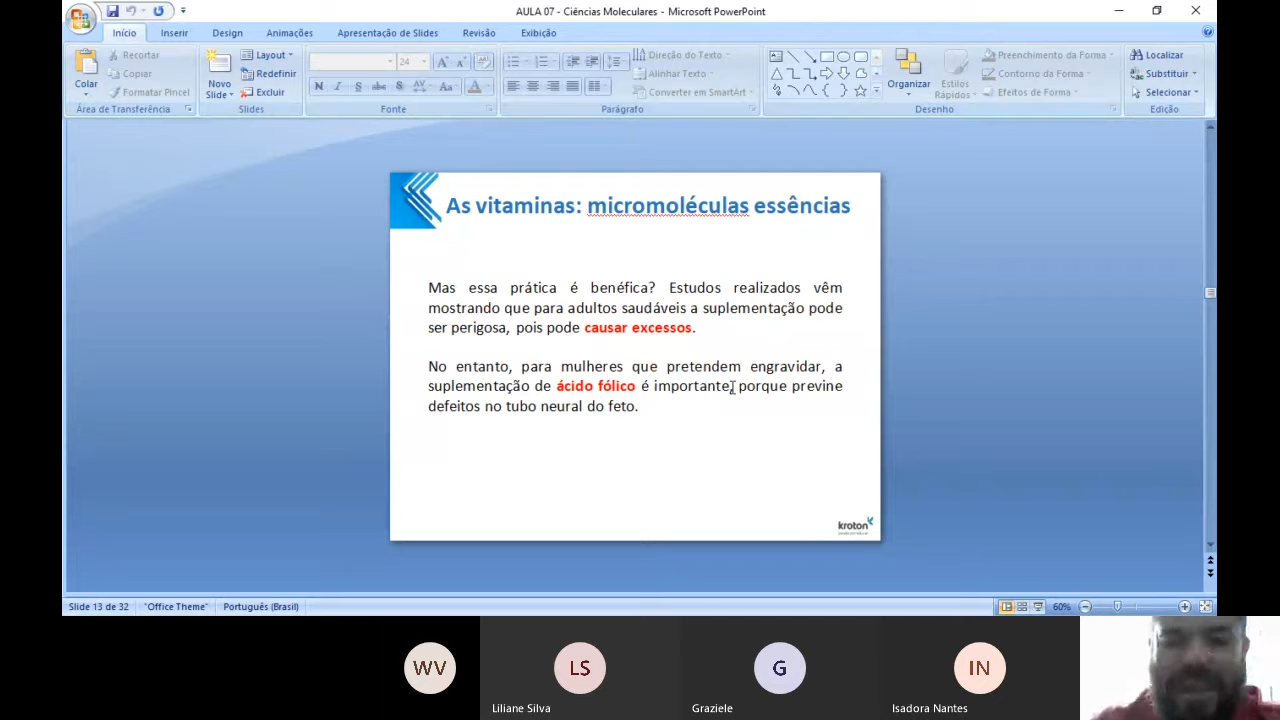 AULA 07 - Ciências Moleculares - Microsoft PowerPoint
Início Inserir Design Animações Apresentação de Slides Revisão Exibição
Colar
Recortar
Copiar
Formatar Pincel
Área de Transferência
Novo
Slide
Layout
Redefinir
Excluir
Slides
24
Fonte
Direção do Texto
Alinhar Texto
Converter em SmartArt
Parágrafo
Organizar
Estilos
Rápidos
Preenchimento da Forma
Contorno da Forma
Efeitos de Forma
Desenho
Localizar
Substituir
Selecionar
Edição
As vitaminas: micromoléculas essências
Mas essa prática é benéfica? Estudos realizados vêm
mostrando que para adultos saudáveis a suplementação pode
ser perigosa, pois pode causar excessos.
No entanto, para mulheres que pretendem engravidar, a
suplementação de ácido fólico é importante, porque previne
defeitos no tubo neural do feto.
kroton
Slide 13 de 32 "Office Theme" Português (Brasil) 60%
WV LS G IN
Liliane Silva Graziele Isadora Nantes